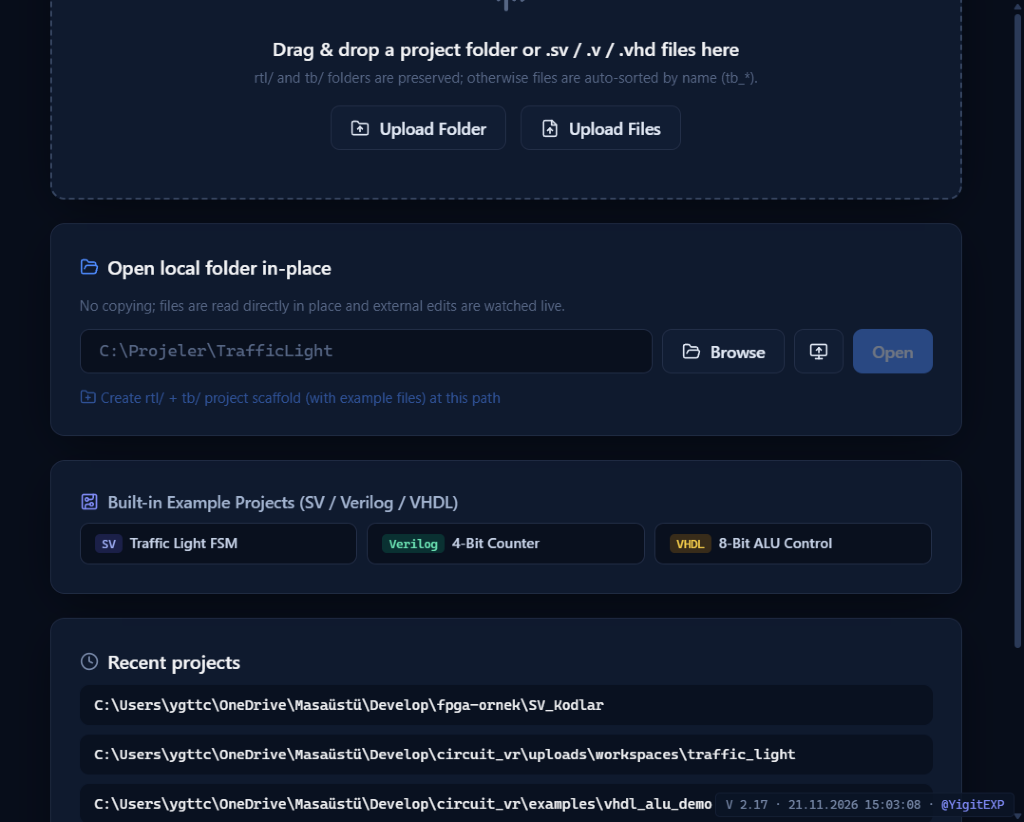 Drag & drop a project folder or .sv / .v / .vhd files here
rtl/ and tb/ folders are preserved; otherwise files are auto-sorted by name (tb_*).
Upload Folder
Upload Files
Open local folder in-place
No copying; files are read directly in place and external edits are watched live.
C:\Projeler\TrafficLight
Browse
Open
Create rtl/ + tb/ project scaffold (with example files) at this path
Built-in Example Projects (SV / Verilog / VHDL)
SV Traffic Light FSM
Verilog 4-Bit Counter
VHDL 8-Bit ALU Control
Recent projects
C:\Users\ygttc\OneDrive\Masaüstü\Develop\fpga-ornek\SV_Kodlar
C:\Users\ygttc\OneDrive\Masaüstü\Develop\circuit_vr\uploads\workspaces\traffic_light
C:\Users\ygttc\OneDrive\Masaüstü\Develop\circuit_vr\examples\vhdl_alu_demo
V 2.17 · 21.11.2026 15:03:08 · @YigitEXP